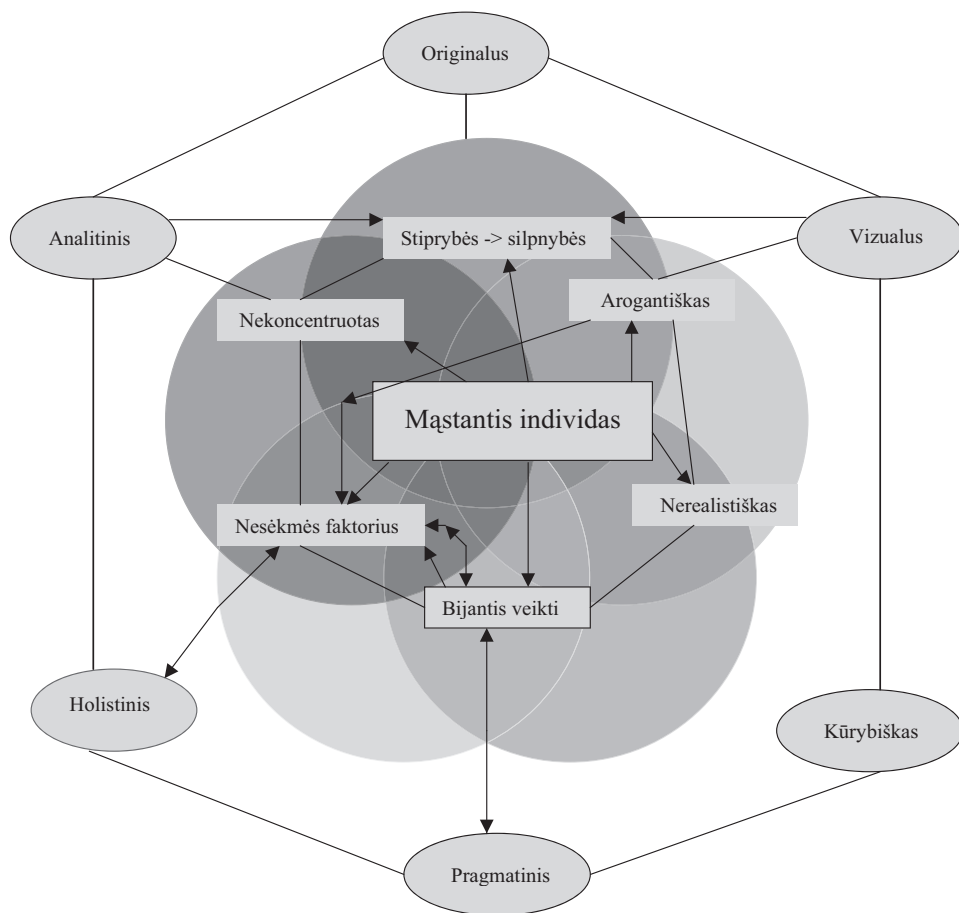 Originalus
Analitinis
Stiprybės -> silpnybės
Vizualus
Arogantiškas
Nekoncentruotas
Mąstantis individas
Nerealistiškas
Nesėkmės faktorius
Bijantis veikti
Holistinis
Kūrybiškas
Pragmatinis